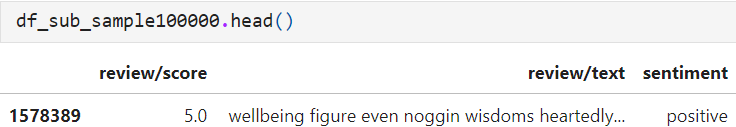 df_sub_sample100000.head()
review/score review/text sentiment
1578389 5.0 wellbeing figure even noggin wisdoms heartedly... positive